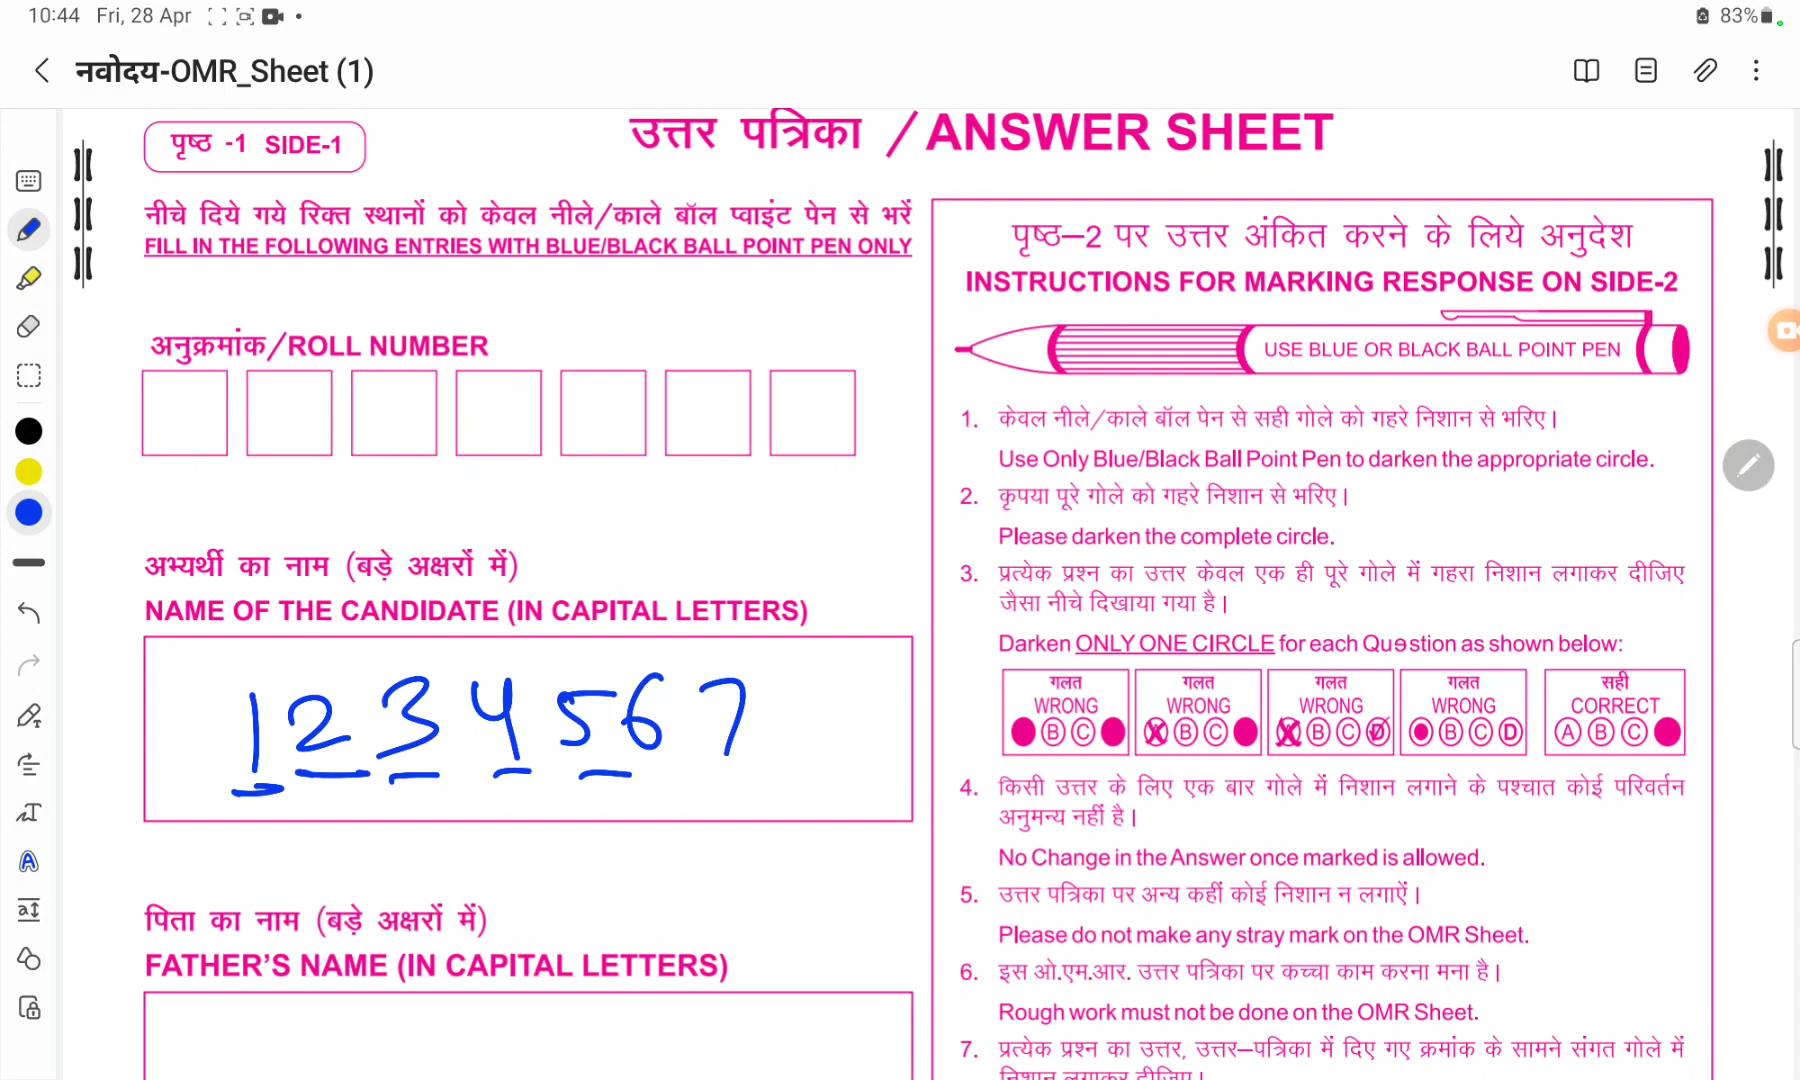 10:44 Fri, 28 Apr
83%
नवोदय-OMR_Sheet (1)
पृष्ठ -1 SIDE-1
उत्तर पत्रिका / ANSWER SHEET
नीचे दिये गये रिक्त स्थानों को केवल नीले/काले बॉल प्वाइंट पेन से भरें
FILL IN THE FOLLOWING ENTRIES WITH BLUE/BLACK BALL POINT PEN ONLY
अनुक्रमांक/ROLL NUMBER
अभ्यर्थी का नाम (बड़े अक्षरों में)
NAME OF THE CANDIDATE (IN CAPITAL LETTERS)
1 2 3 4 5 6 7
पिता का नाम (बड़े अक्षरों में)
FATHER'S NAME (IN CAPITAL LETTERS)
पृष्ठ–2 पर उत्तर अंकित करने के लिये अनुदेश
INSTRUCTIONS FOR MARKING RESPONSE ON SIDE-2
USE BLUE OR BLACK BALL POINT PEN
1. केवल नीले/काले बॉल पेन से सही गोले को गहरे निशान से भरिए।
Use Only Blue/Black Ball Point Pen to darken the appropriate circle.
2. कृपया पूरे गोले को गहरे निशान से भरिए।
Please darken the complete circle.
3. प्रत्येक प्रश्न का उत्तर केवल एक ही पूरे गोले में गहरा निशान लगाकर दीजिए
जैसा नीचे दिखाया गया है।
Darken ONLY ONE CIRCLE for each Question as shown below:
गलत गलत गलत गलत सही
WRONG WRONG WRONG WRONG CORRECT
B C B C B C D B C D A B C
4. किसी उत्तर के लिए एक बार गोले में निशान लगाने के पश्चात कोई परिवर्तन
अनुमन्य नहीं है।
No Change in the Answer once marked is allowed.
5. उत्तर पत्रिका पर अन्य कहीं कोई निशान न लगाऐं।
Please do not make any stray mark on the OMR Sheet.
6. इस ओ.एम.आर. उत्तर पत्रिका पर कच्चा काम करना मना है।
Rough work must not be done on the OMR Sheet.
7. प्रत्येक प्रश्न का उत्तर, उत्तर–पत्रिका में दिए गए क्रमांक के सामने संगत गोले में
निशान लगाकर दीजिए।